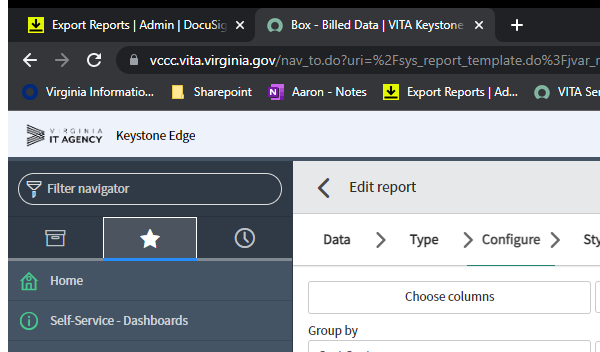 Export Reports | Admin | DocuSig
Box - Billed Data | VITA Keystone
vccc.vita.virginia.gov/nav_to.do?uri=%2Fsys_report_template.do%3Fjvar_r
Virginia Informatio...
Sharepoint
Aaron - Notes
Export Reports | Ad...
VITA Ser
VIRGINIA
IT AGENCY
Keystone Edge
Filter navigator
Edit report
Data
Type
Configure
Sty
Home
Choose columns
Self-Service - Dashboards
Group by